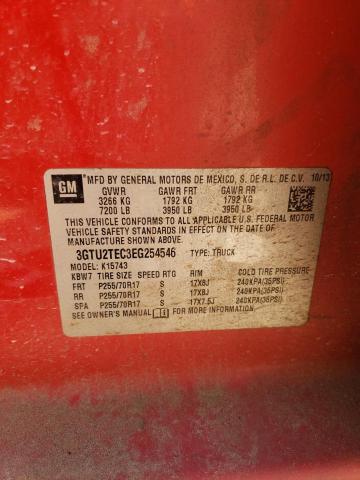 GM
MFD BY GENERAL MOTORS DE MEXICO, S. DE R.L. DE C.V. 10/13
GVWR GAWR FRT GAWR RR
3266 KG 1792 KG 1792 KG
7200 LB 3950 LB 3950 LB
THIS VEHICLE CONFORMS TO ALL APPLICABLE U.S. FEDERAL MOTOR
VEHICLE SAFETY STANDARDS IN EFFECT ON THE DATE OF
MANUFACTURE SHOWN ABOVE.
3GTU2TEC3EG254546 TYPE: TRUCK
MODEL: K15743
KBW7 TIRE SIZE SPEED RTG RIM COLD TIRE PRESSURE
FRT P255/70R17 S 17X8J 240KPA(35PSI)
RR P255/70R17 S 17X8J 240KPA(35PSI)
SPA P255/70R17 S 17X7.5J 240KPA(35PSI)
SEE OWNER'S MANUAL FOR MORE INFORMATION